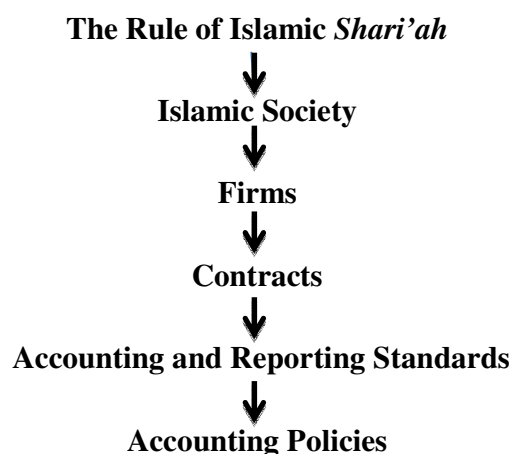 The Rule of Islamic Shari’ah
Islamic Society
Firms
Contracts
Accounting and Reporting Standards
Accounting Policies